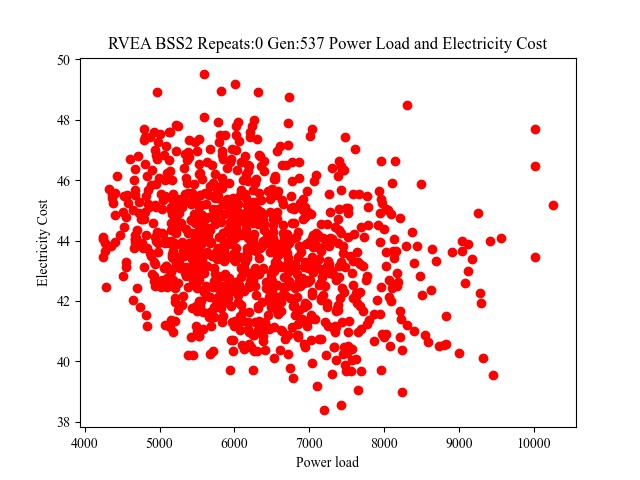 RVEA BSS2 Repeats:0 Gen:537 Power Load and Electricity Cost
50
48
46
44
42
40
38
Electricity Cost
4000 5000 6000 7000 8000 9000 10000
Power load